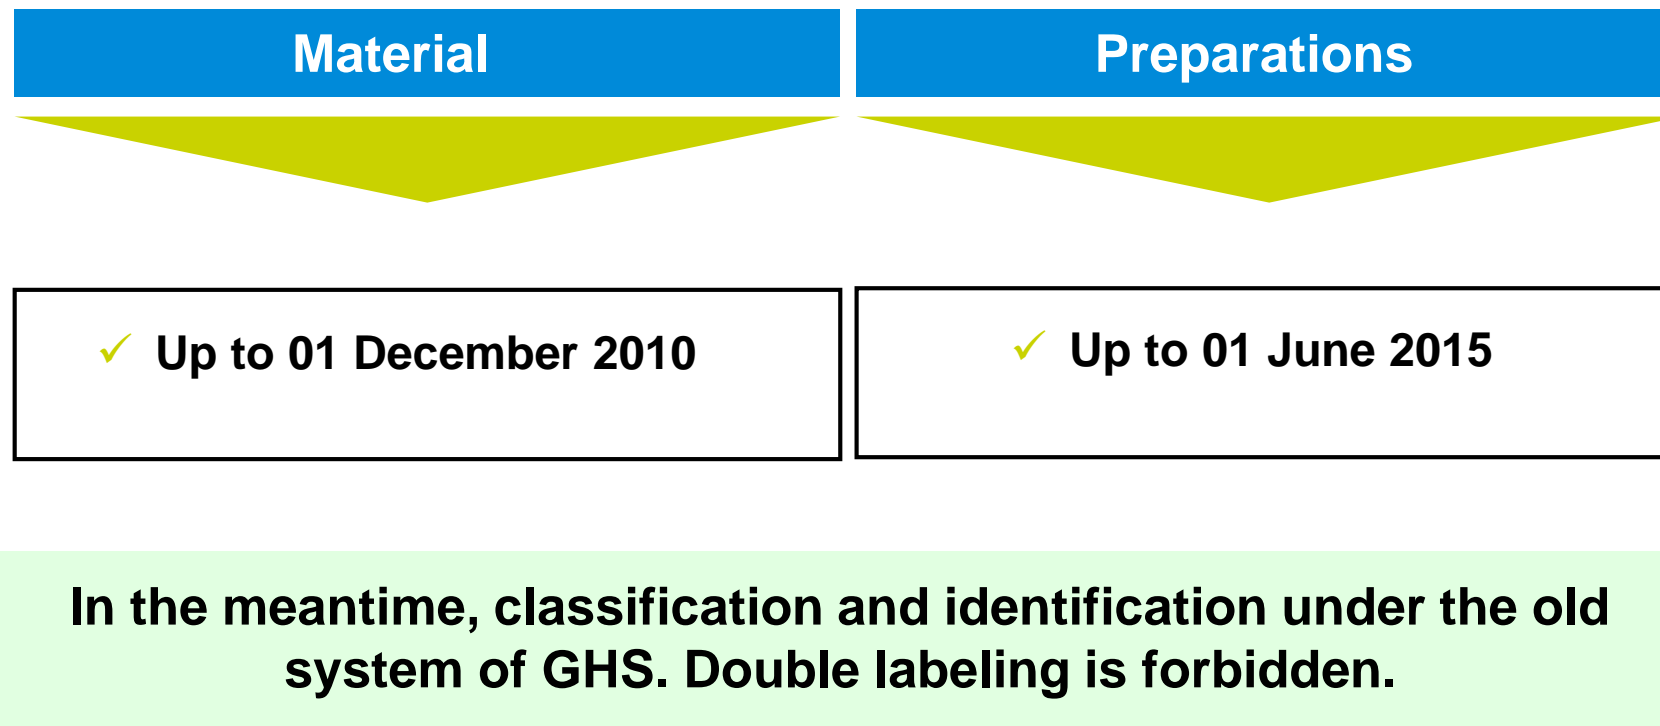 Material
Preparations
✓ Up to 01 December 2010
✓ Up to 01 June 2015
In the meantime, classification and identification under the old
system of GHS. Double labeling is forbidden.